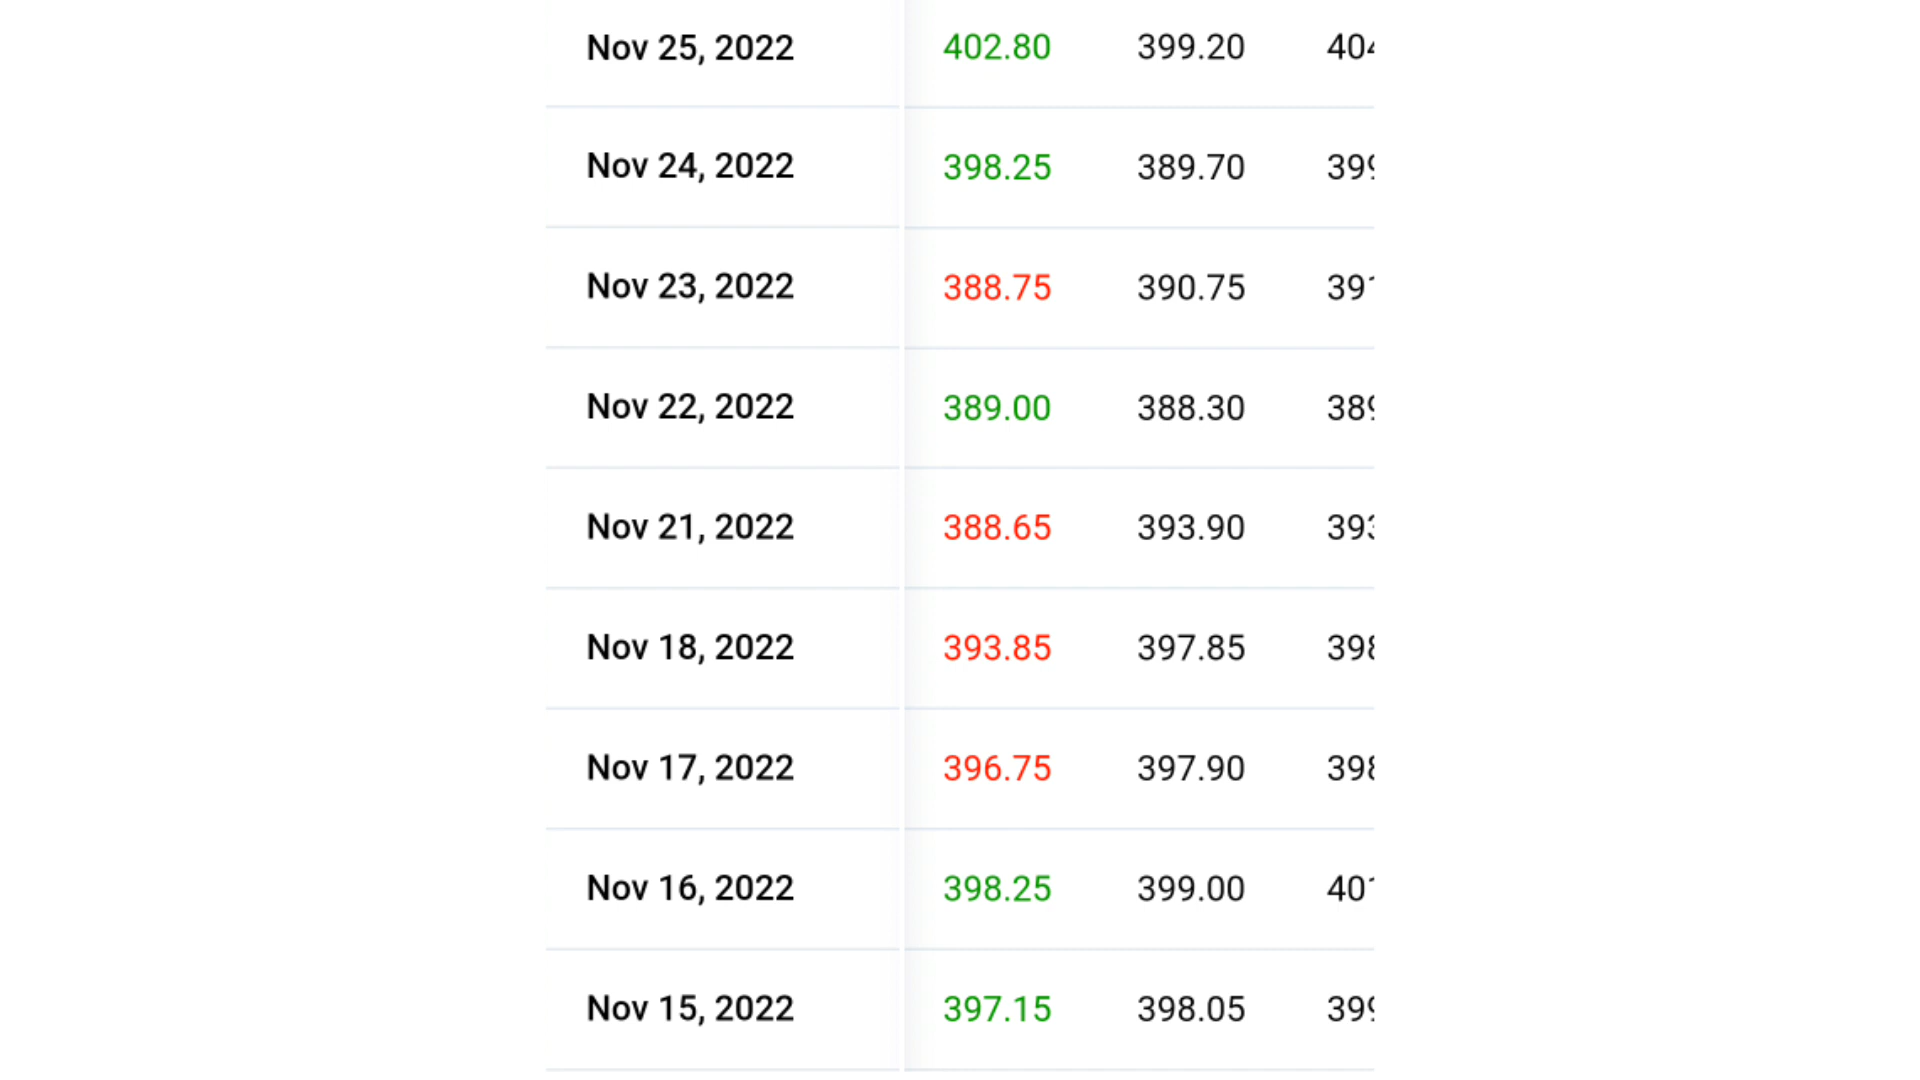 Nov 25, 2022 402.80 399.20
Nov 24, 2022 398.25 389.70
Nov 23, 2022 388.75 390.75
Nov 22, 2022 389.00 388.30
Nov 21, 2022 388.65 393.90
Nov 18, 2022 393.85 397.85
Nov 17, 2022 396.75 397.90
Nov 16, 2022 398.25 399.00
Nov 15, 2022 397.15 398.05